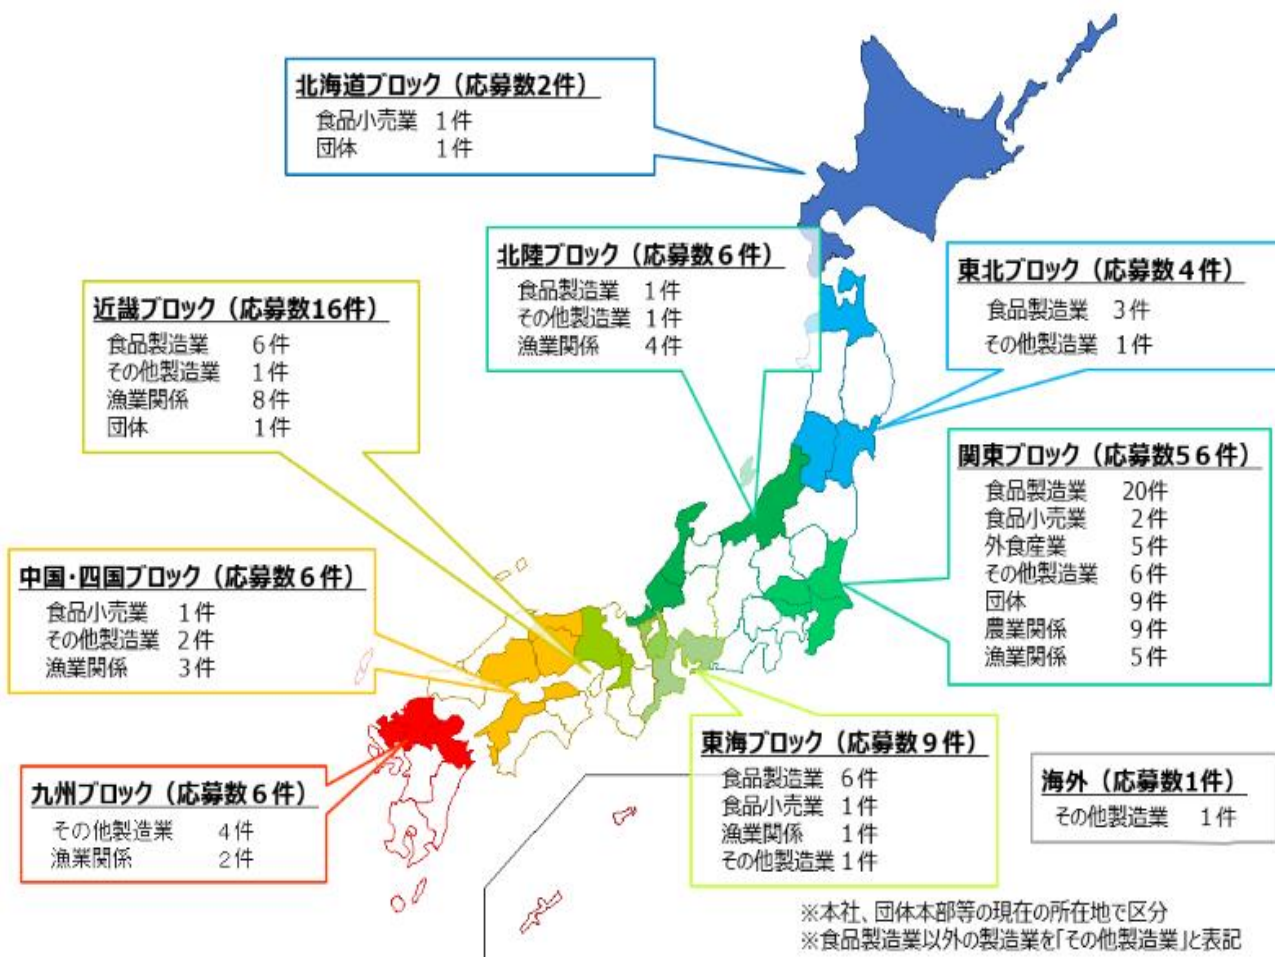 北海道ブロック（応募数2件）
食品小売業 1件
団体 1件
北陸ブロック（応募数６件）
食品製造業 1件
その他製造業 1件
漁業関係 4件
東北ブロック（応募数４件）
食品製造業 3件
その他製造業 1件
近畿ブロック（応募数16件）
食品製造業 6件
その他製造業 1件
漁業関係 8件
団体 1件
関東ブロック（応募数5６件）
食品製造業 20件
食品小売業 2件
外食産業 5件
その他製造業 6件
団体 9件
農業関係 9件
漁業関係 5件
中国・四国ブロック（応募数６件）
食品小売業 1件
その他製造業 2件
漁業関係 3件
東海ブロック（応募数９件）
食品製造業 6件
食品小売業 1件
漁業関係 1件
その他製造業 1件
九州ブロック（応募数６件）
その他製造業 4件
漁業関係 2件
海外（応募数1件）
その他製造業 1件
※本社、団体本部等の現在の所在地で区分
※食品製造業以外の製造業を「その他製造業」と表記